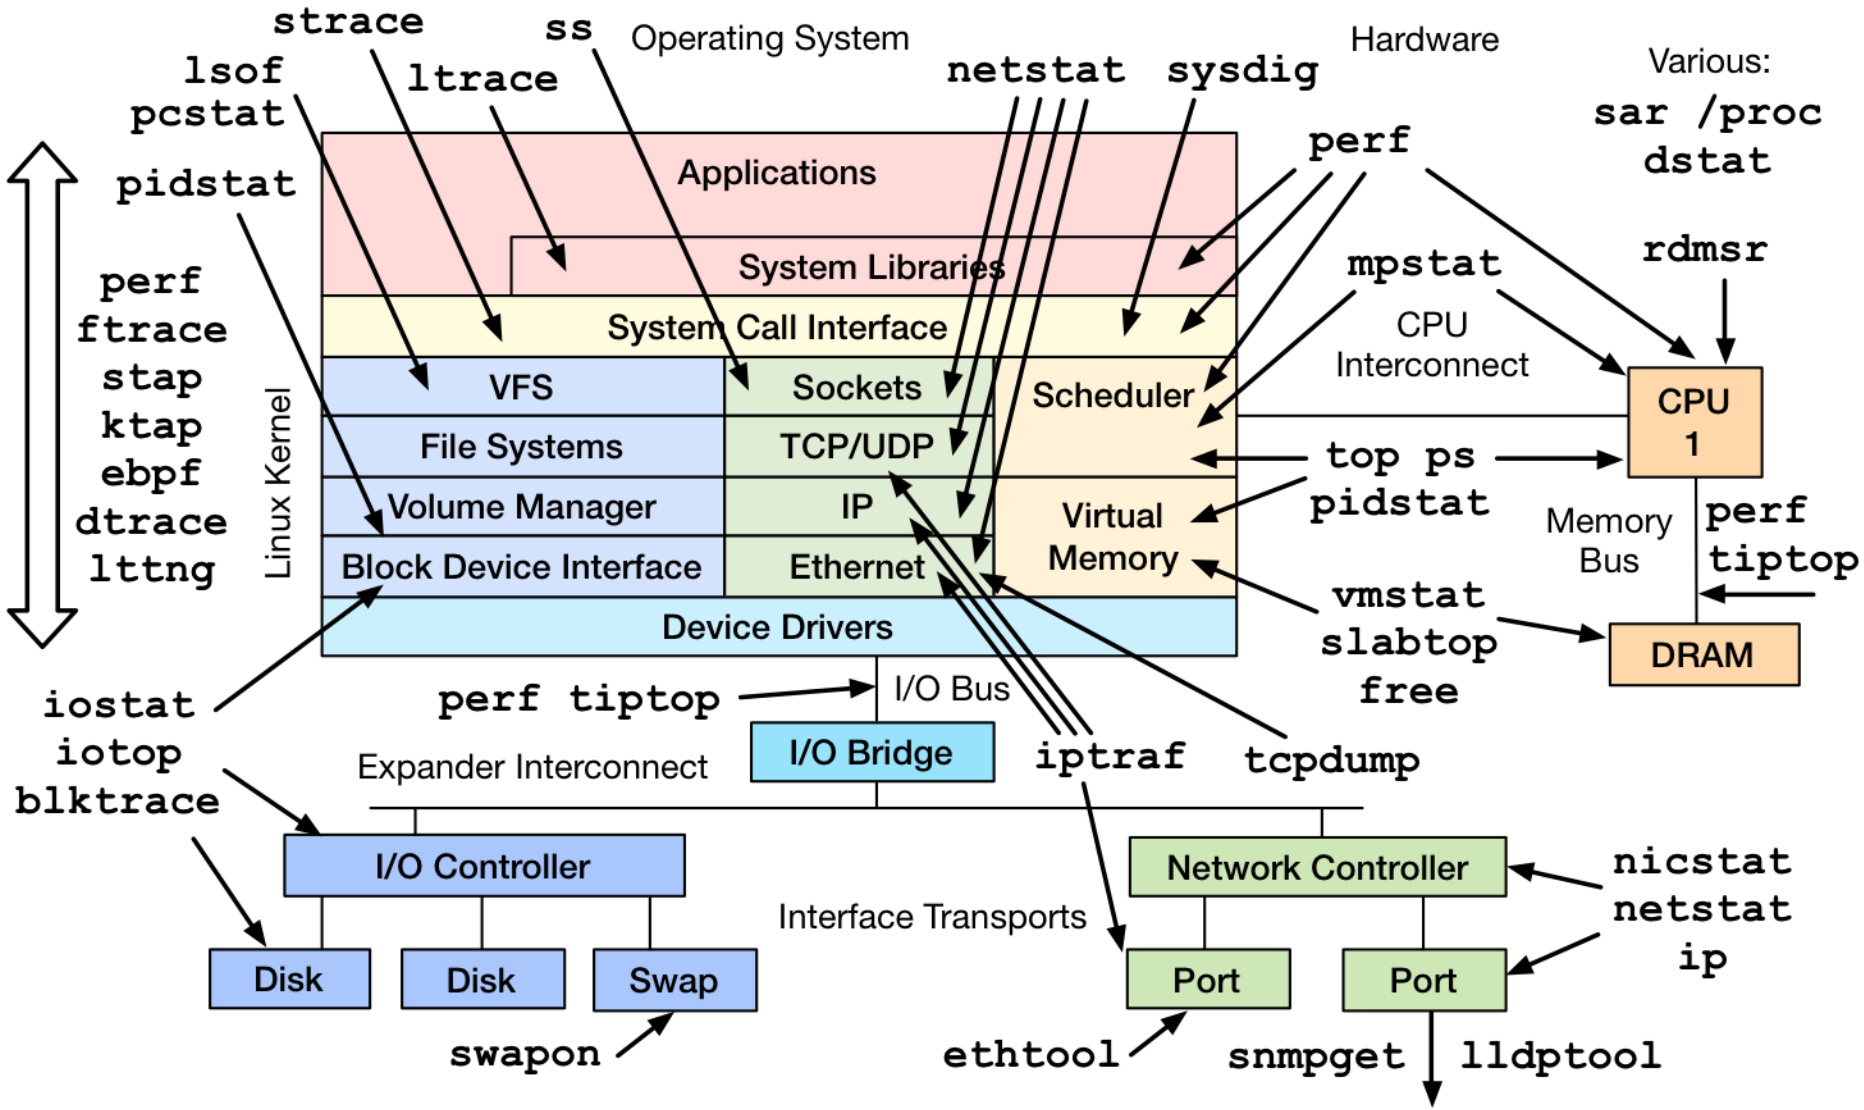 strace
ss
Operating System
Hardware
lsof
pcstat
ltrace
netstat
sysdig
Various:
sar /proc
dstat
perf
pidstat
Applications
System Libraries
mpstat
rdmsr
perf
ftrace
stap
ktap
ebpf
dtrace
lttng
Linux Kernel
System Call Interface
CPU
Interconnect
VFS
Sockets
Scheduler
CPU
1
File Systems
TCP/UDP
top ps
pidstat
Volume Manager
IP
Virtual
Memory
Memory
Bus
perf
tiptop
Block Device Interface
Ethernet
vmstat
slabtop
free
Device Drivers
DRAM
iostat
iotop
blktrace
perf tiptop
I/O Bus
Expander Interconnect
I/O Bridge
iptraf
tcpdump
I/O Controller
Network Controller
nicstat
netstat
ip
Interface Transports
Disk
Disk
Swap
Port
Port
swapon
ethtool
snmpget
lldptool